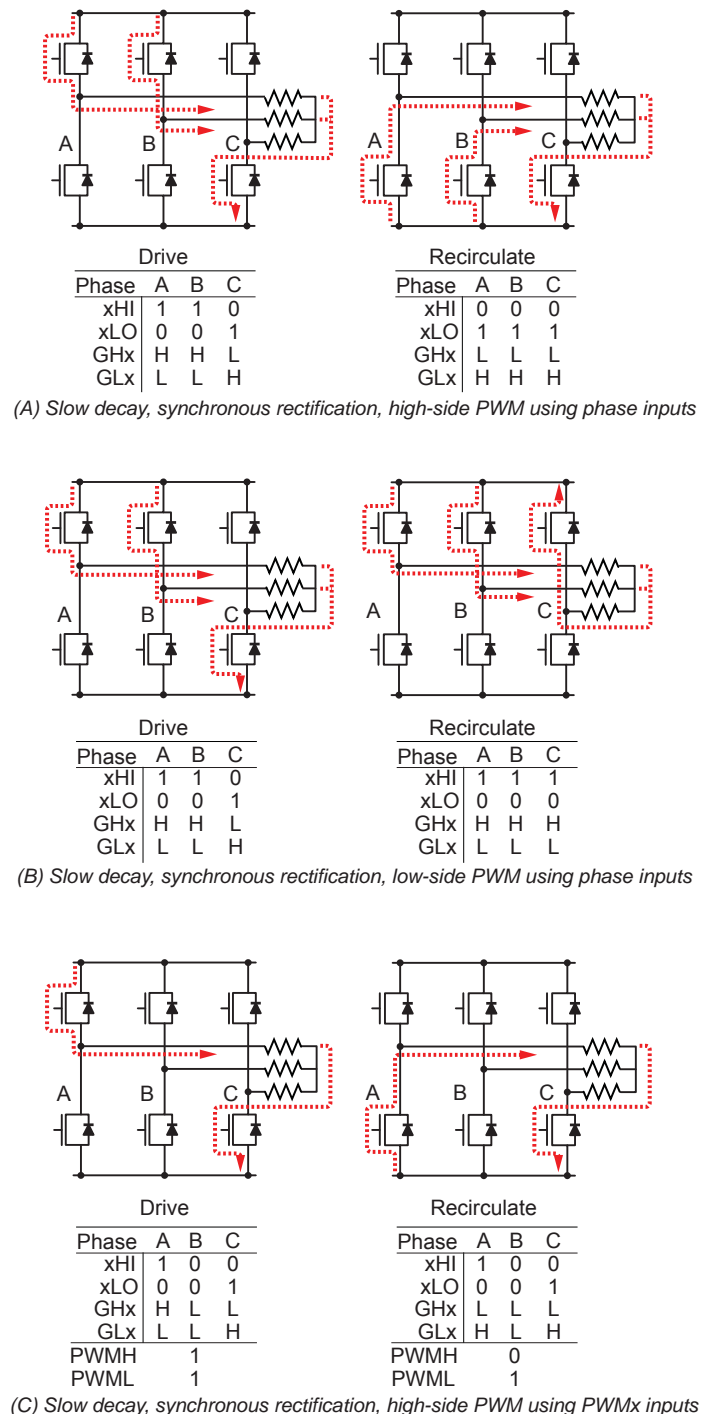 A B C A B C
Drive Recirculate
Phase A B C Phase A B C
xHI 1 1 0 xHI 0 0 0
xLO 0 0 1 xLO 1 1 1
GHx H H L GHx L L L
GLx L L H GLx H H H
(A) Slow decay, synchronous rectification, high-side PWM using phase inputs
A B C A B C
Drive Recirculate
Phase A B C Phase A B C
xHI 1 1 0 xHI 1 1 1
xLO 0 0 1 xLO 0 0 0
GHx H H L GHx H H H
GLx L L H GLx L L L
(B) Slow decay, synchronous rectification, low-side PWM using phase inputs
A B C A B C
Drive Recirculate
Phase A B C Phase A B C
xHI 1 0 0 xHI 1 0 0
xLO 0 0 1 xLO 0 0 1
GHx H L L GHx L L L
GLx L L H GLx H L H
PWMH 1 PWMH 0
PWML 1 PWML 1
(C) Slow decay, synchronous rectification, high-side PWM using PWMx inputs